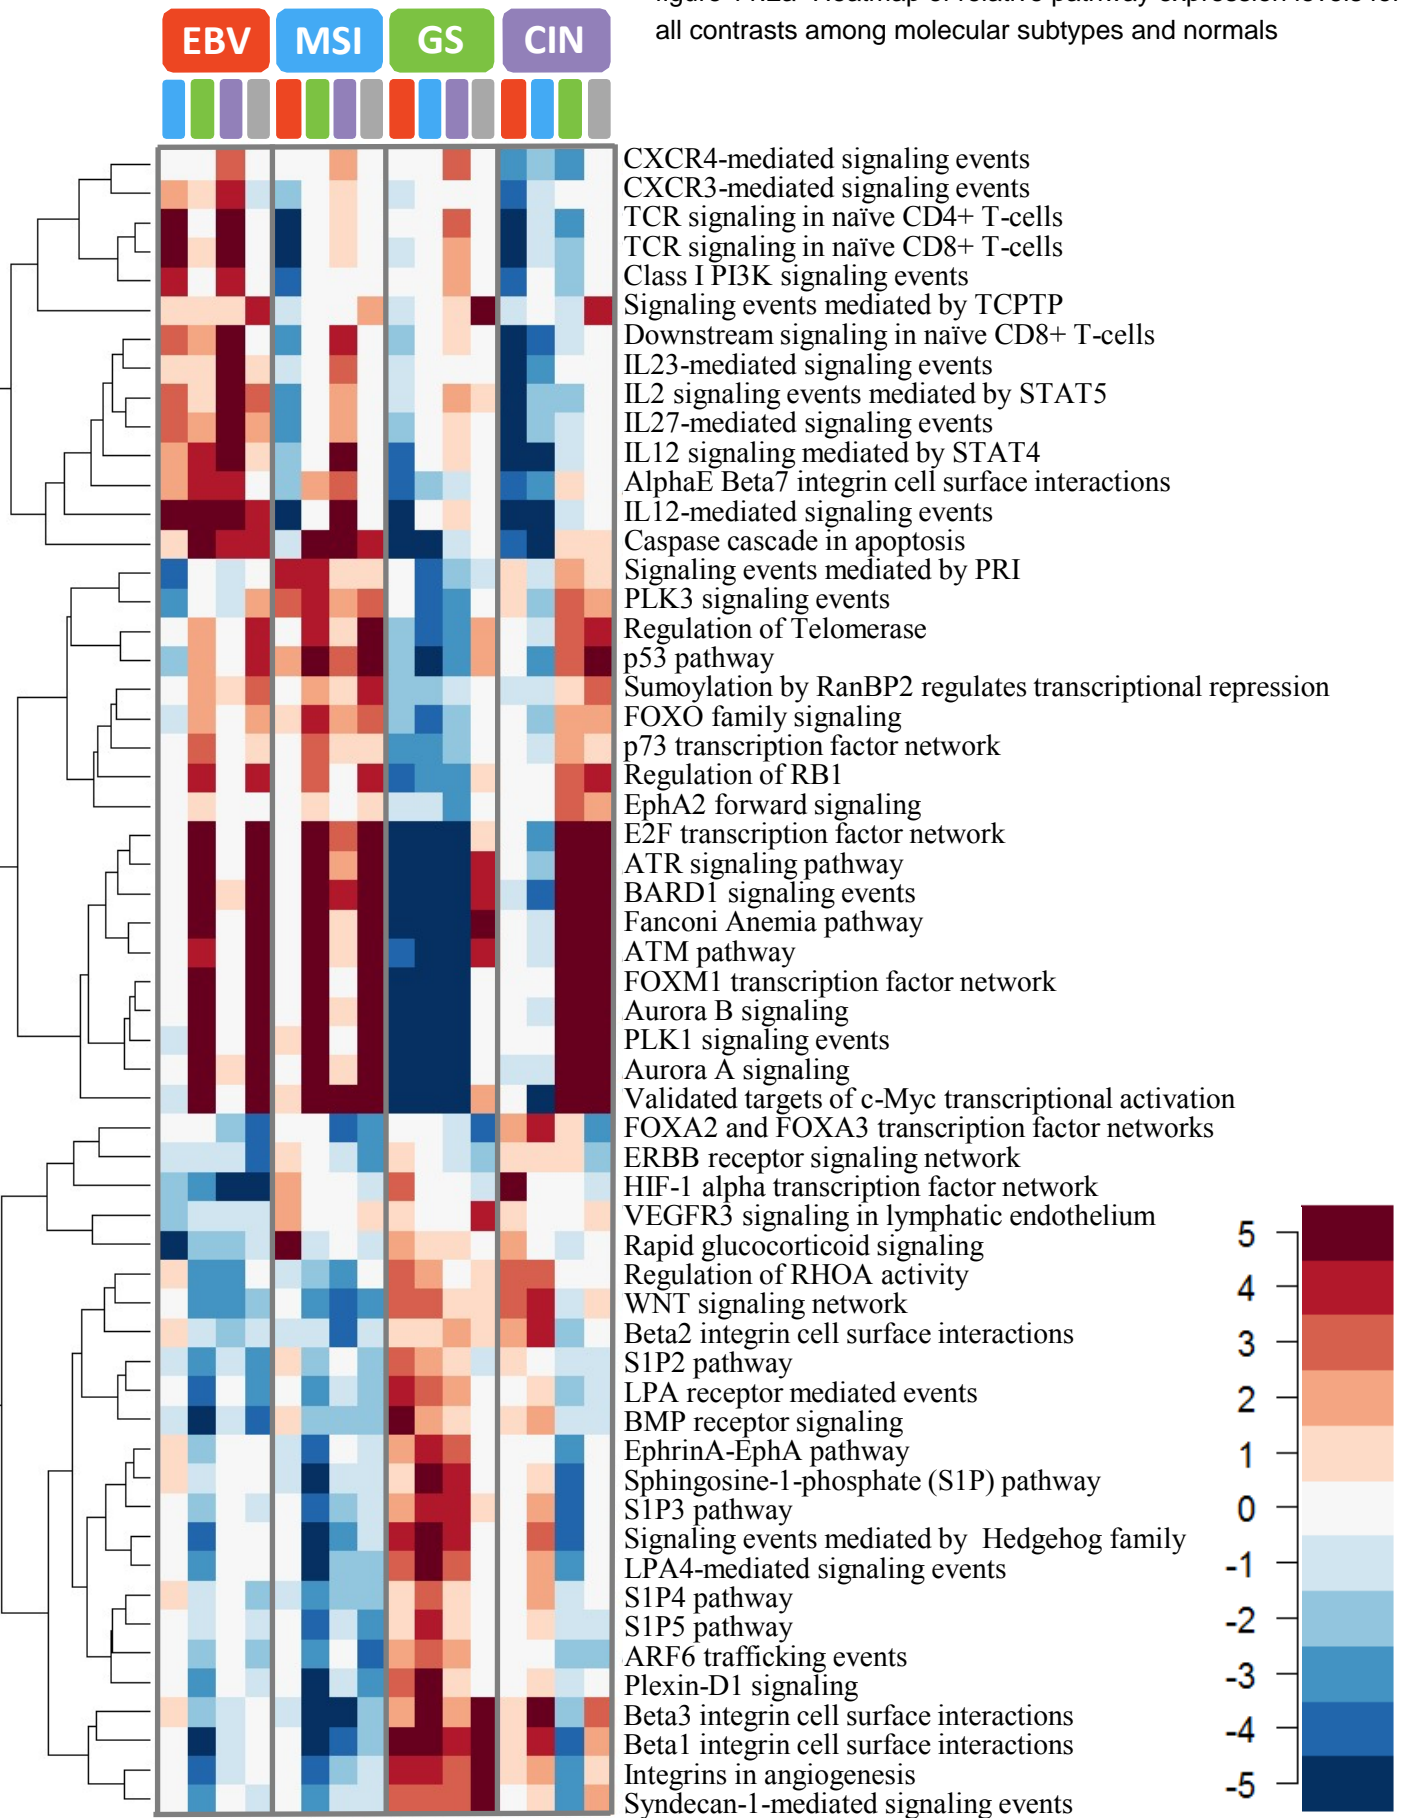 all contrasts among molecular subtypes and normals
EBV MSI GS CIN
CXCR4-mediated signaling events
CXCR3-mediated signaling events
TCR signaling in naïve CD4+ T-cells
TCR signaling in naïve CD8+ T-cells
Class I PI3K signaling events
Signaling events mediated by TCPTP
Downstream signaling in naïve CD8+ T-cells
IL23-mediated signaling events
IL2 signaling events mediated by STAT5
IL27-mediated signaling events
IL12 signaling mediated by STAT4
AlphaE Beta7 integrin cell surface interactions
IL12-mediated signaling events
Caspase cascade in apoptosis
Signaling events mediated by PRI
PLK3 signaling events
Regulation of Telomerase
p53 pathway
Sumoylation by RanBP2 regulates transcriptional repression
FOXO family signaling
p73 transcription factor network
Regulation of RB1
EphA2 forward signaling
E2F transcription factor network
ATR signaling pathway
BARD1 signaling events
Fanconi Anemia pathway
ATM pathway
FOXM1 transcription factor network
Aurora B signaling
PLK1 signaling events
Aurora A signaling
Validated targets of c-Myc transcriptional activation
FOXA2 and FOXA3 transcription factor networks
ERBB receptor signaling network
HIF-1 alpha transcription factor network
VEGFR3 signaling in lymphatic endothelium
Rapid glucocorticoid signaling
Regulation of RHOA activity
WNT signaling network
Beta2 integrin cell surface interactions
S1P2 pathway
LPA receptor mediated events
BMP receptor signaling
EphrinA-EphA pathway
Sphingosine-1-phosphate (S1P) pathway
S1P3 pathway
Signaling events mediated by Hedgehog family
LPA4-mediated signaling events
S1P4 pathway
S1P5 pathway
ARF6 trafficking events
Plexin-D1 signaling
Beta3 integrin cell surface interactions
Beta1 integrin cell surface interactions
Integrins in angiogenesis
Syndecan-1-mediated signaling events
5
4
3
2
1
0
-1
-2
-3
-4
-5